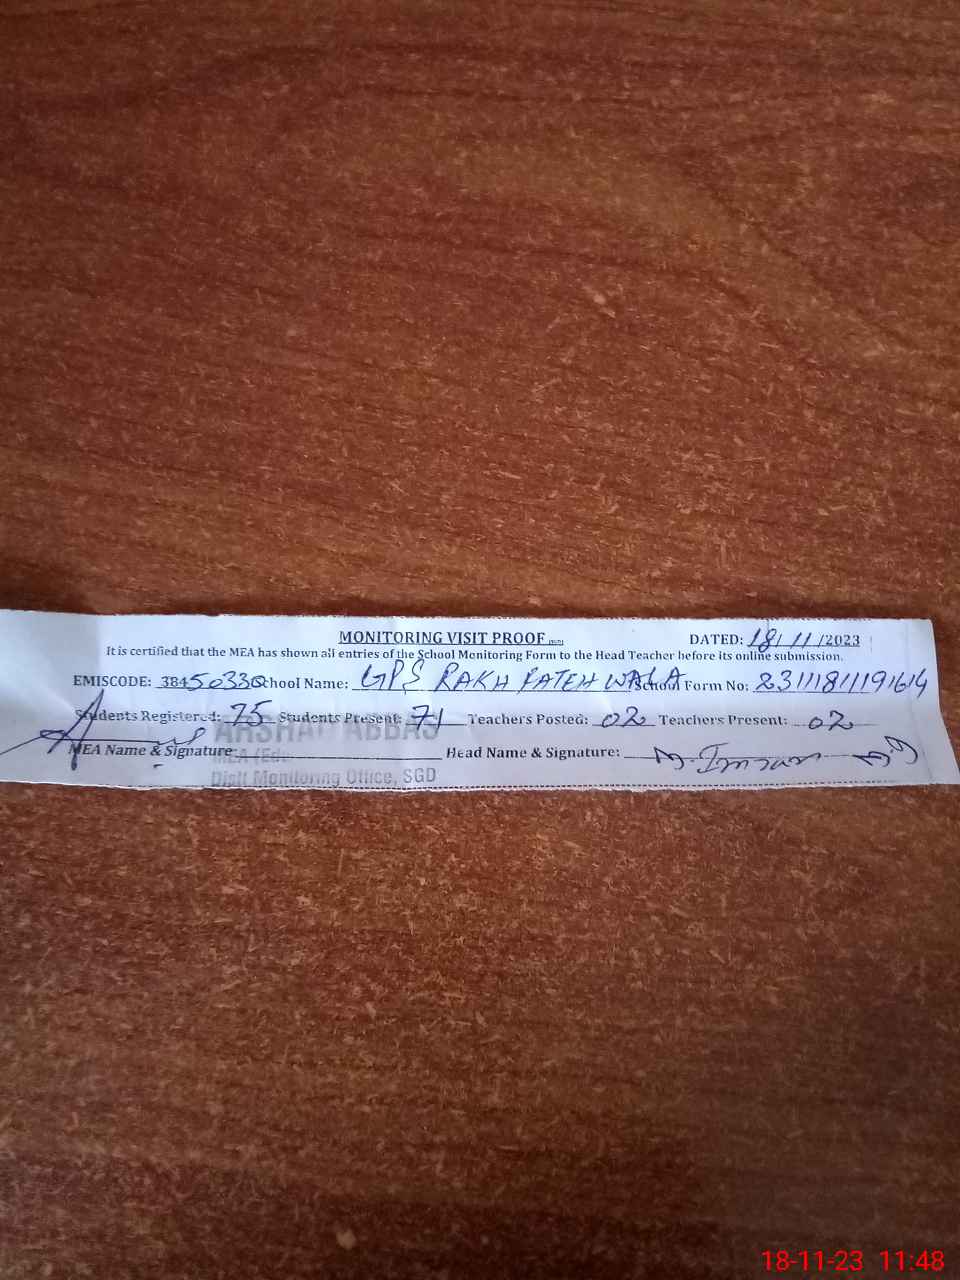 MONITORING VISIT PROOF DATED: 18/11/2023
It is certified that the MEA has shown all entries of the School Monitoring Form to the Head Teacher before its online submission.
EMISCODE: 38450330 School Name: GPS RAKH FATEH WALA School Form No: 23111811191614
Students Registered: 75 Students Present: 71 Teachers Posted: 02 Teachers Present: 02
ARSHAD ABBAS
MEA Name & Signature: Head Name & Signature: M. Imran
MEA (Edu
Distt Monitoring Office, SGD
18-11-23 11:48